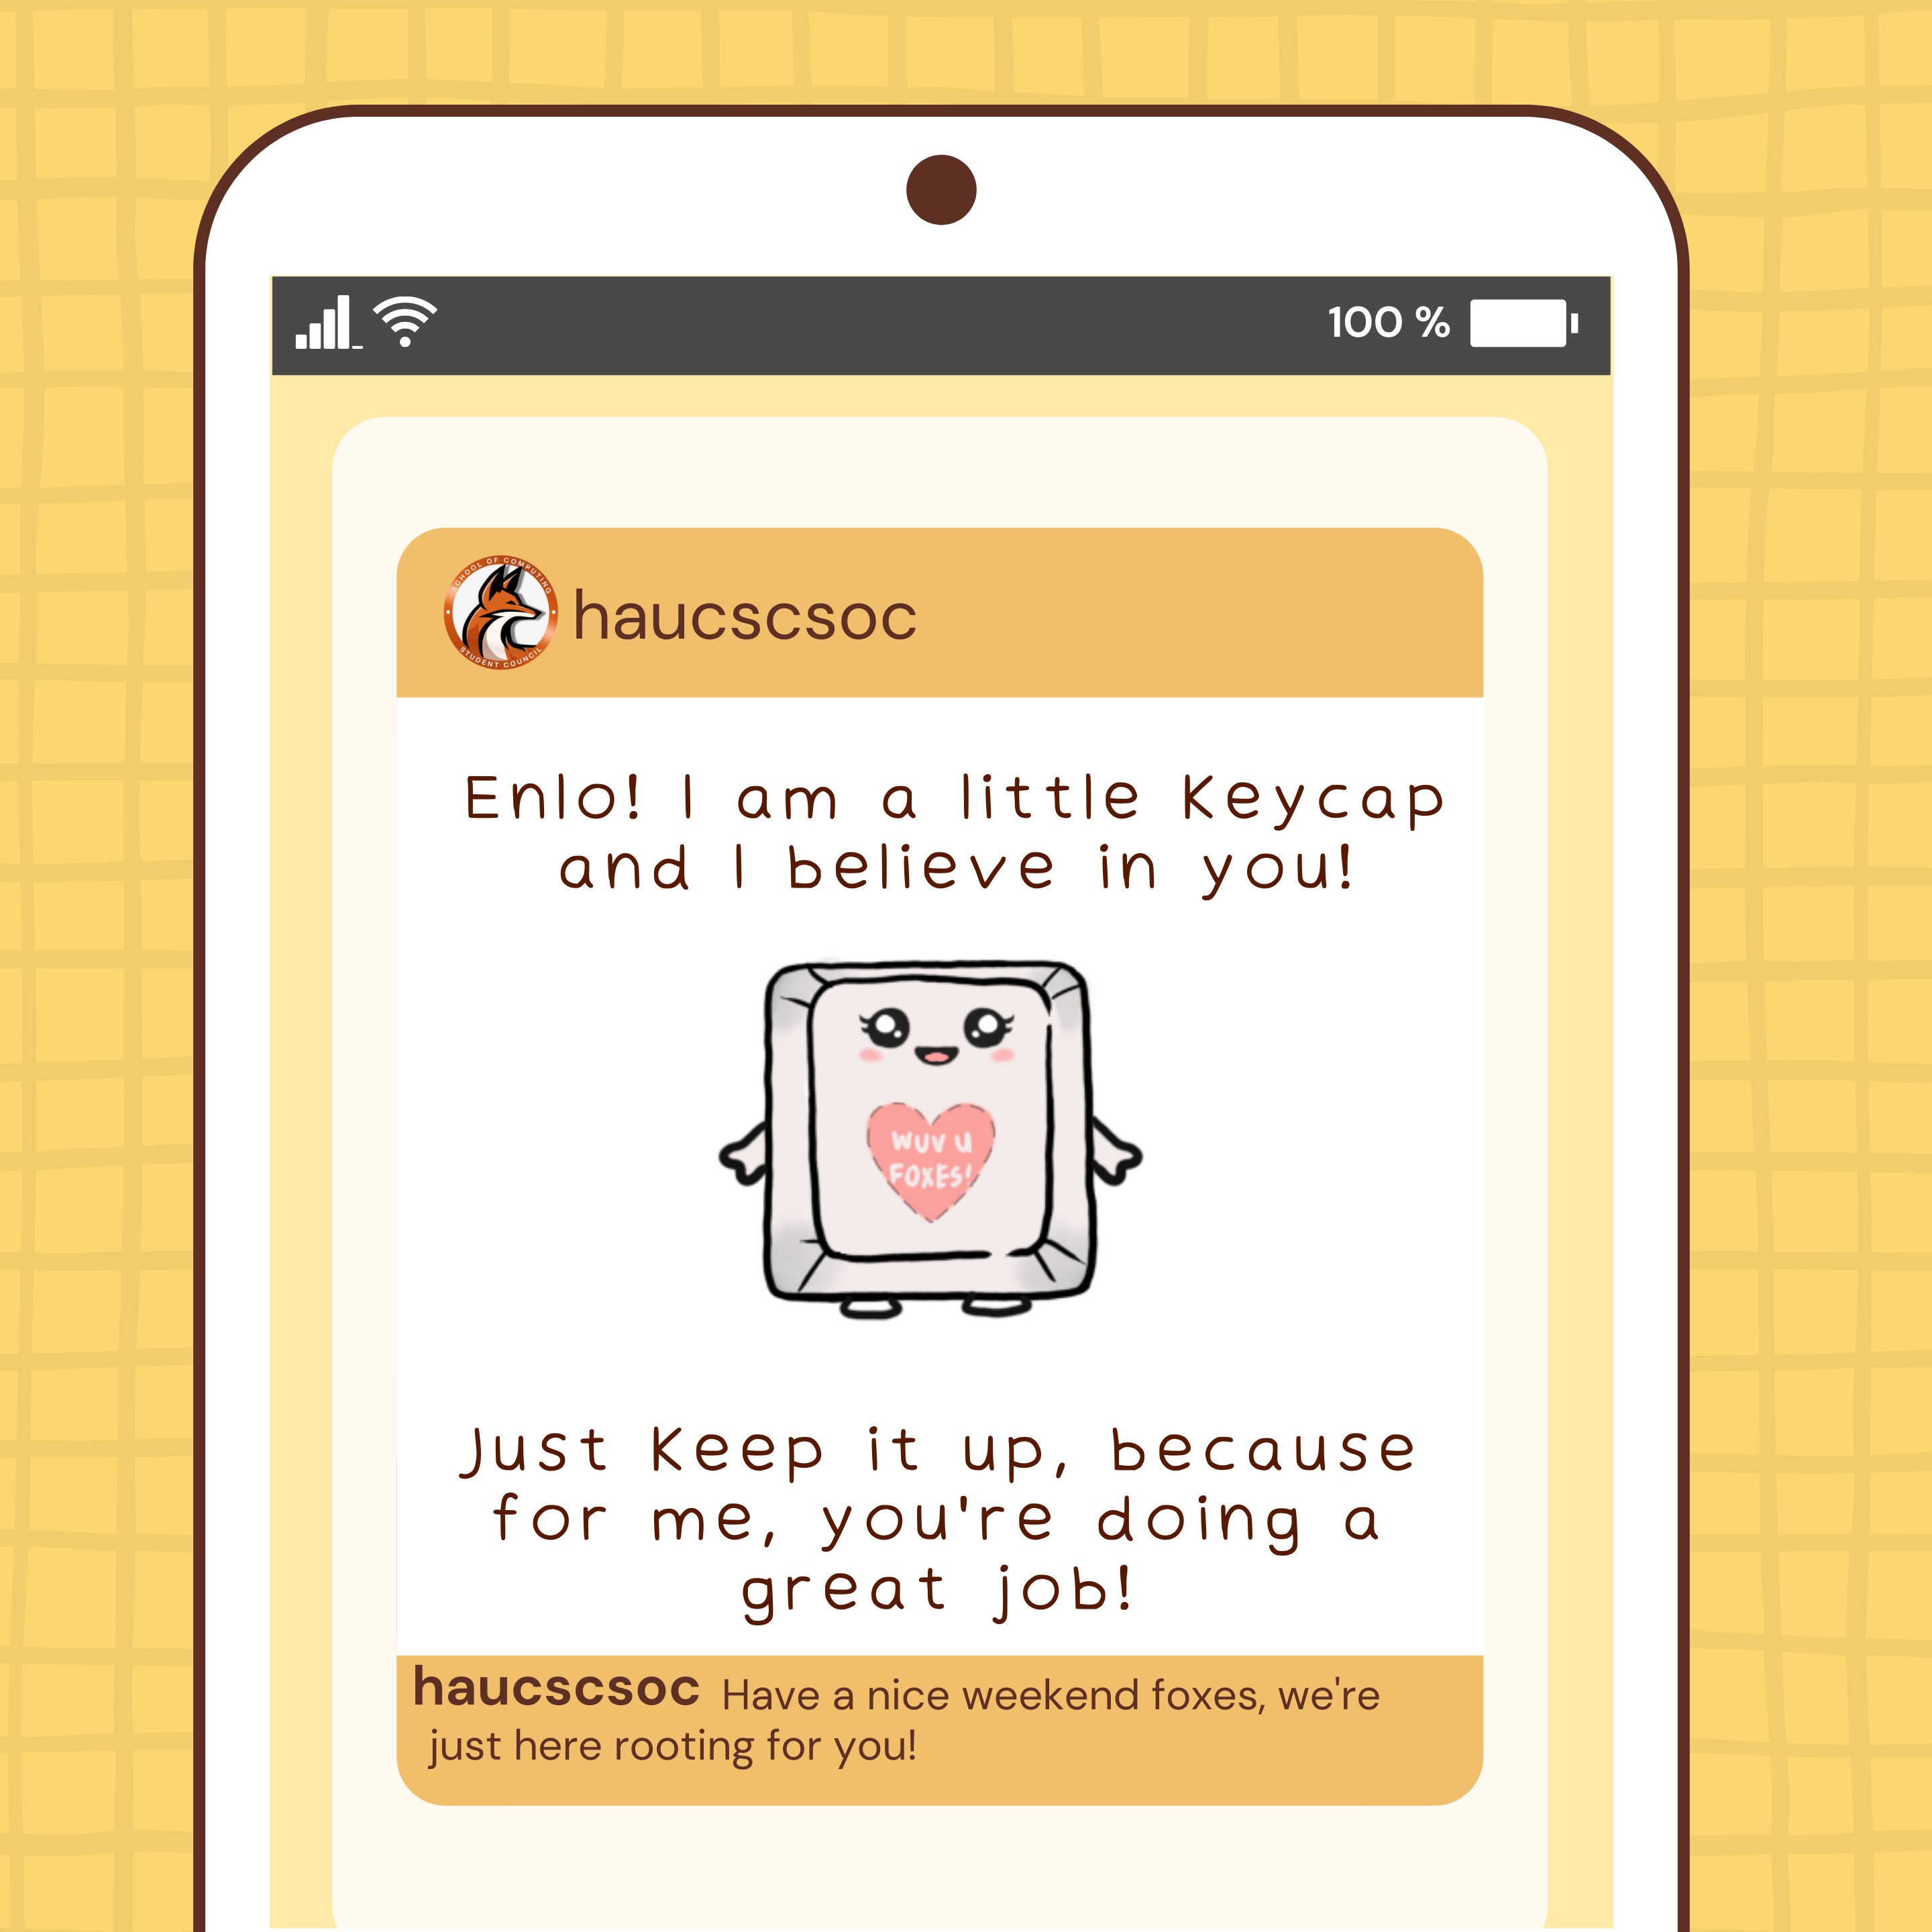 100 %
SCHOOL OF COMPUTING
STUDENT COUNCIL
haucscsoc
Enlo! I am a little Keycap
and I believe in you!
WUV U
FOXES!
Just Keep it up, because
for me, you're doing a
great job!
haucscsoc Have a nice weekend foxes, we're
just here rooting for you!